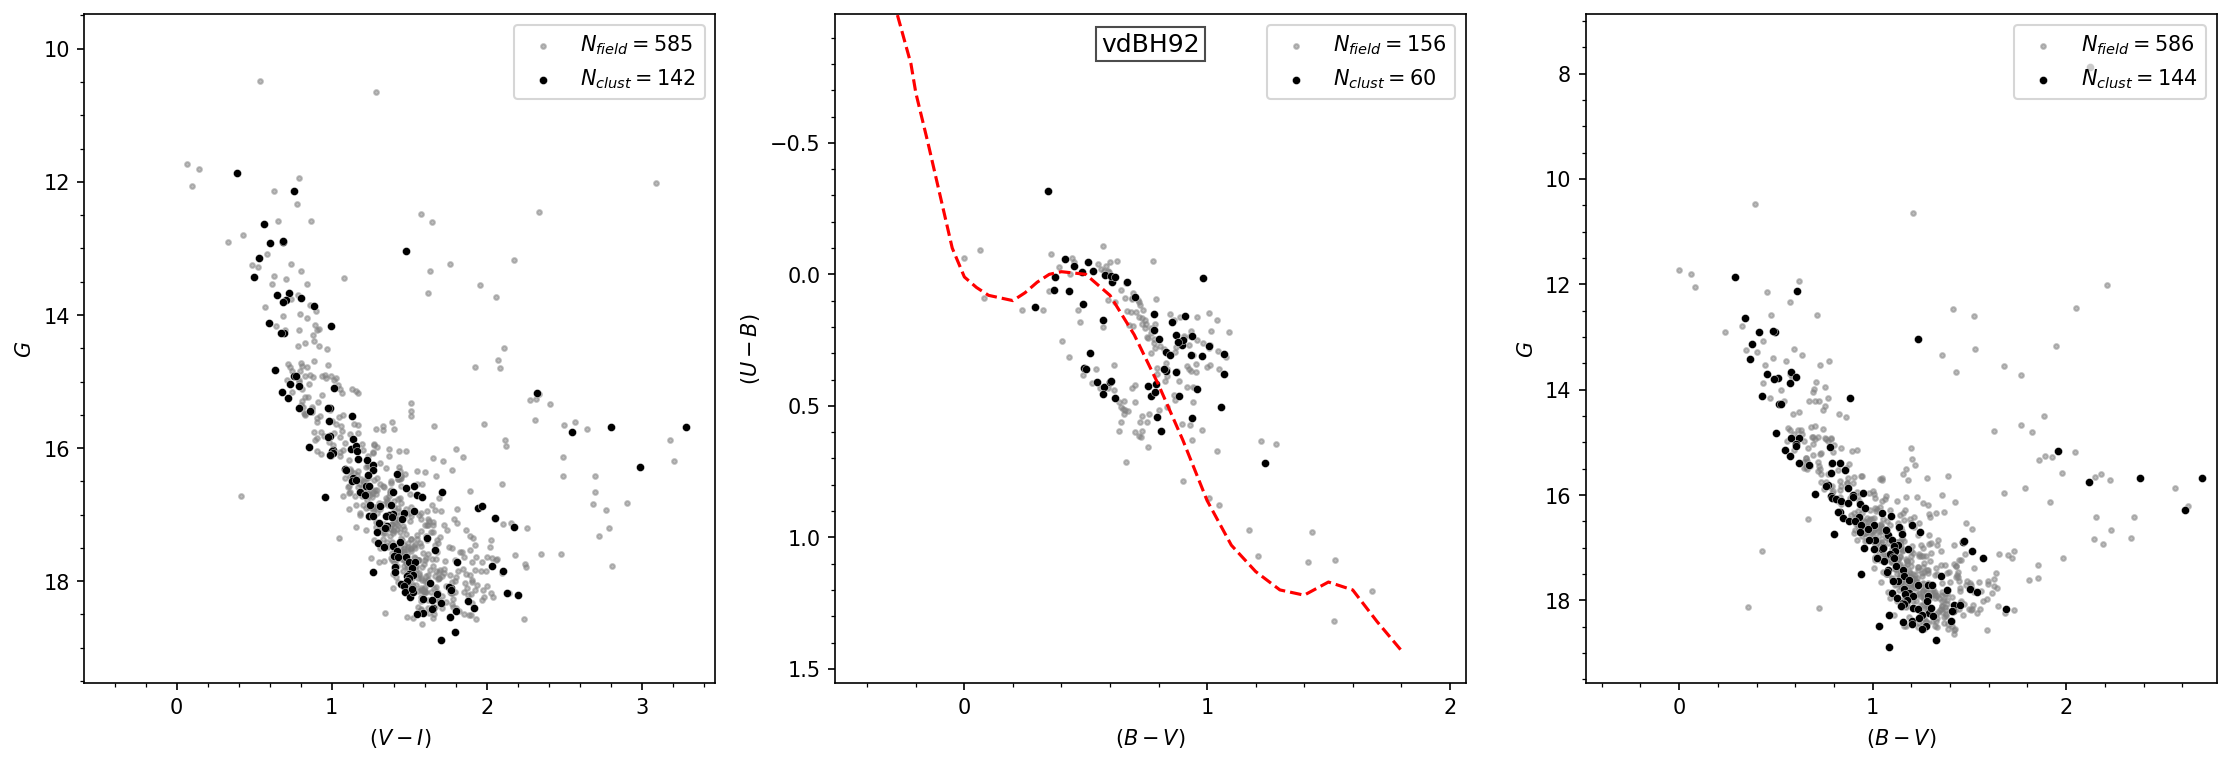 10
12
14
16
18
G
0
1
2
3
(V − I)
N_field = 585
N_clust = 142
−0.5
0.0
0.5
1.0
1.5
(U − B)
0
1
2
(B − V)
vdBH92
N_field = 156
N_clust = 60
8
10
12
14
16
18
G
0
1
2
(B − V)
N_field = 586
N_clust = 144